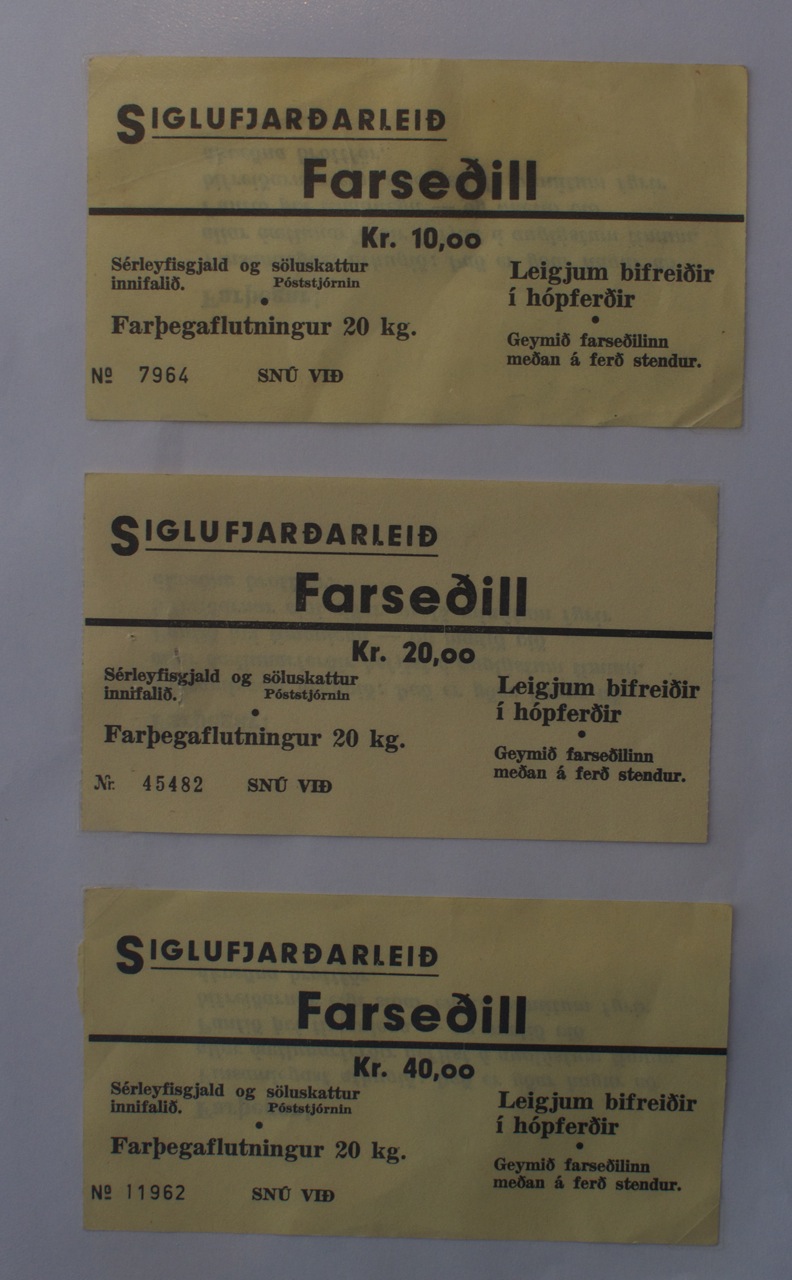 SIGLUFJARÐARLEIÐ
Farseðill
Kr. 10,oo
Sérleyfisgjald og söluskattur
innifalið. Póststjórnin
•
Farþegaflutningur 20 kg.
Leigjum bifreiðir
í hópferðir
•
Geymið farseðilinn
meðan á ferð stendur.
Nº 7964 SNÚ VIÐ
SIGLUFJARÐARLEIÐ
Farseðill
Kr. 20,oo
Sérleyfisgjald og söluskattur
innifalið. Póststjórnin
•
Farþegaflutningur 20 kg.
Leigjum bifreiðir
í hópferðir
•
Geymið farseðilinn
meðan á ferð stendur.
Nr. 45482 SNÚ VIÐ
SIGLUFJARÐARLEIÐ
Farseðill
Kr. 40,oo
Sérleyfisgjald og söluskattur
innifalið. Póststjórnin
•
Farþegaflutningur 20 kg.
Leigjum bifreiðir
í hópferðir
•
Geymið farseðilinn
meðan á ferð stendur.
Nº 11962 SNÚ VIÐ